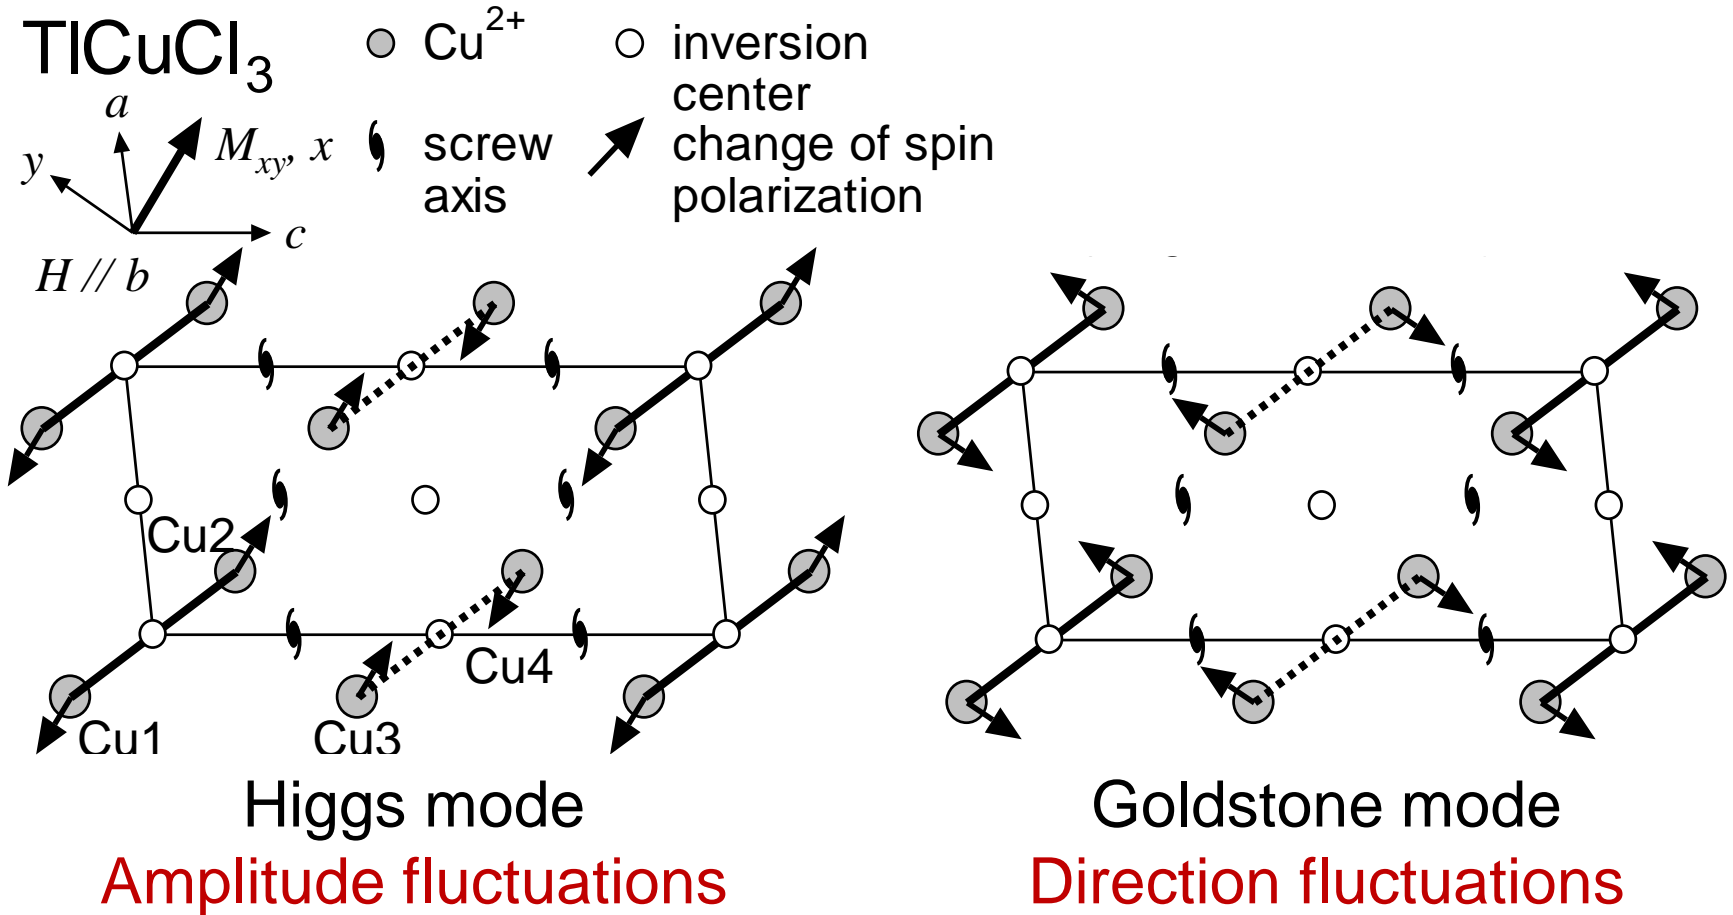 TlCuCl3
Cu2+
inversion
center
screw
axis
change of spin
polarization
a
y
Mxy, x
c
H // b
Cu2
Cu4
Cu1
Cu3
Higgs mode
Goldstone mode
Amplitude fluctuations
Direction fluctuations